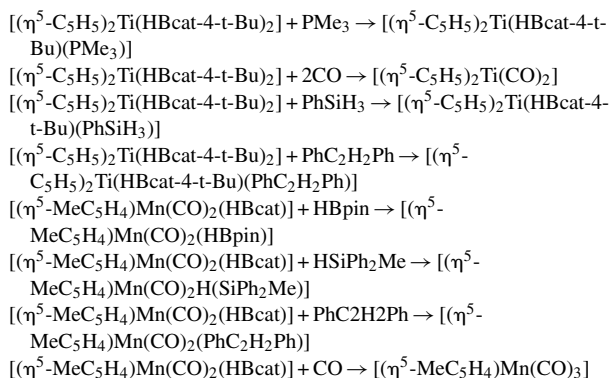 [(η⁵-C₅H₅)₂Ti(HBcat-4-t-Bu)₂] + PMe₃ → [(η⁵-C₅H₅)₂Ti(HBcat-4-t-
Bu)(PMe₃)]
[(η⁵-C₅H₅)₂Ti(HBcat-4-t-Bu)₂] + 2CO → [(η⁵-C₅H₅)₂Ti(CO)₂]
[(η⁵-C₅H₅)₂Ti(HBcat-4-t-Bu)₂] + PhSiH₃ → [(η⁵-C₅H₅)₂Ti(HBcat-4-
t-Bu)(PhSiH₃)]
[(η⁵-C₅H₅)₂Ti(HBcat-4-t-Bu)₂] + PhC₂H₂Ph → [(η⁵-
C₅H₅)₂Ti(HBcat-4-t-Bu)(PhC₂H₂Ph)]
[(η⁵-MeC₅H₄)Mn(CO)₂(HBcat)] + HBpin → [(η⁵-
MeC₅H₄)Mn(CO)₂(HBpin)]
[(η⁵-MeC₅H₄)Mn(CO)₂(HBcat)] + HSiPh₂Me → [(η⁵-
MeC₅H₄)Mn(CO)₂H(SiPh₂Me)]
[(η⁵-MeC₅H₄)Mn(CO)₂(HBcat)] + PhC2H2Ph → [(η⁵-
MeC₅H₄)Mn(CO)₂(PhC₂H₂Ph)]
[(η⁵-MeC₅H₄)Mn(CO)₂(HBcat)] + CO → [(η⁵-MeC₅H₄)Mn(CO)₃]